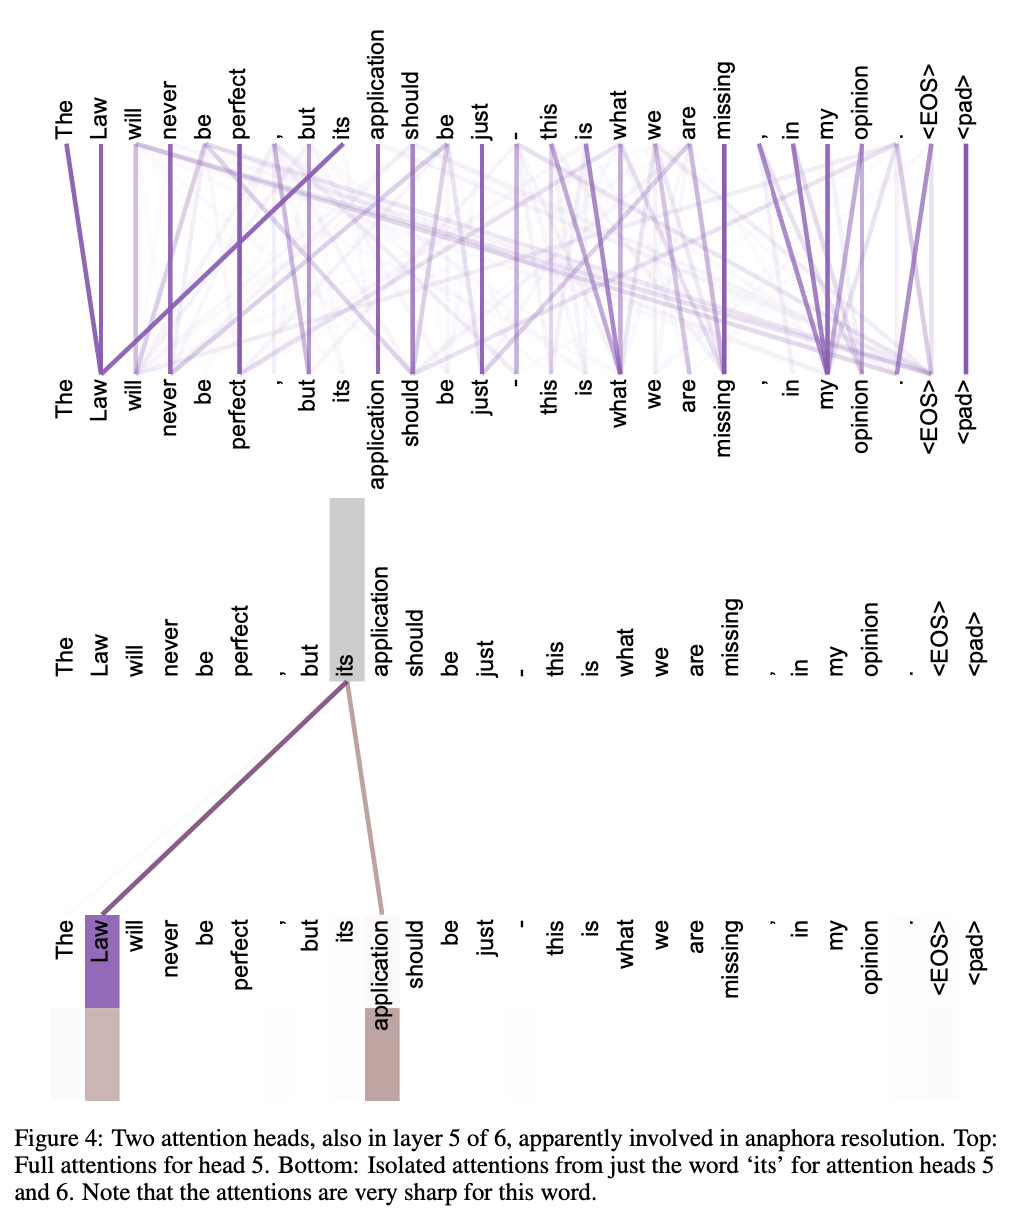 The Law will never be perfect , but its application should be just - this is what we are missing , in my opinion . <EOS> <pad>
The Law will never be perfect , but its application should be just - this is what we are missing , in my opinion . <EOS> <pad>
The Law will never be perfect , but its application should be just - this is what we are missing , in my opinion . <EOS> <pad>
The Law will never be perfect , but its application should be just - this is what we are missing , in my opinion . <EOS> <pad>
Figure 4: Two attention heads, also in layer 5 of 6, apparently involved in anaphora resolution. Top:
Full attentions for head 5. Bottom: Isolated attentions from just the word ‘its’ for attention heads 5
and 6. Note that the attentions are very sharp for this word.